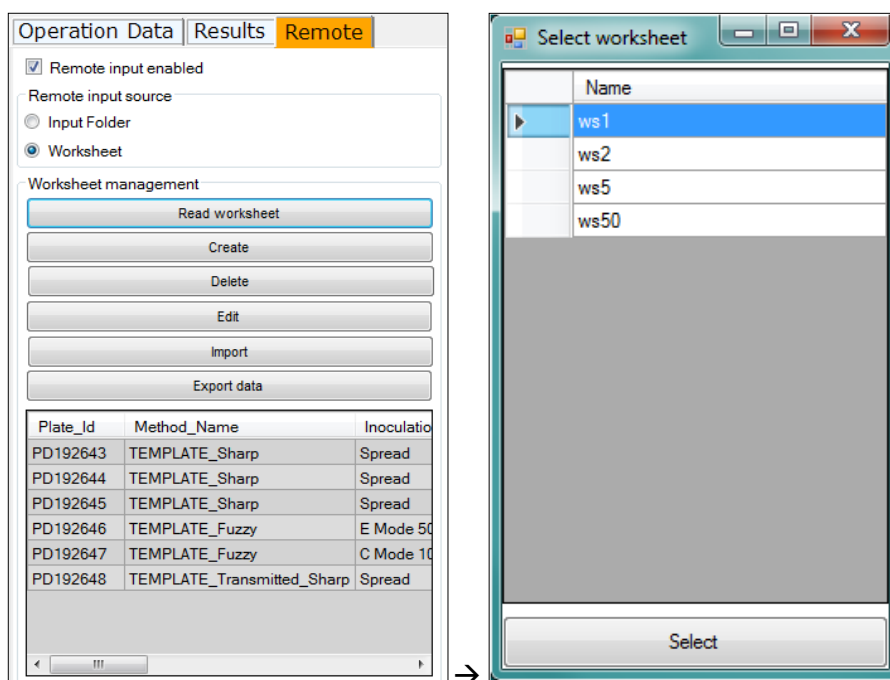 Operation Data Results Remote
Remote input enabled
Remote input source
Input Folder
Worksheet
Worksheet management
Read worksheet
Create
Delete
Edit
Import
Export data
Plate_Id Method_Name Inoculatio
PD192643 TEMPLATE_Sharp Spread
PD192644 TEMPLATE_Sharp Spread
PD192645 TEMPLATE_Sharp Spread
PD192646 TEMPLATE_Fuzzy E Mode 50
PD192647 TEMPLATE_Fuzzy C Mode 10
PD192648 TEMPLATE_Transmitted_Sharp Spread
→
Select worksheet
Name
ws1
ws2
ws5
ws50
Select